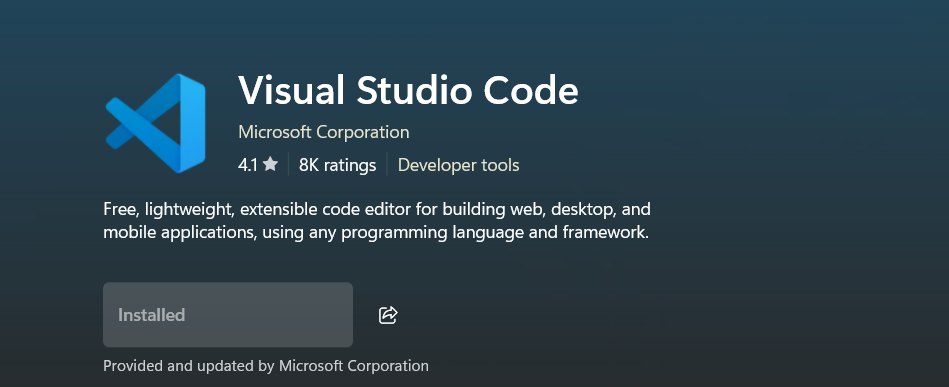 Visual Studio Code
Microsoft Corporation
4.1★ 8K ratings Developer tools
Free, lightweight, extensible code editor for building web, desktop, and
mobile applications, using any programming language and framework.
Installed
Provided and updated by Microsoft Corporation